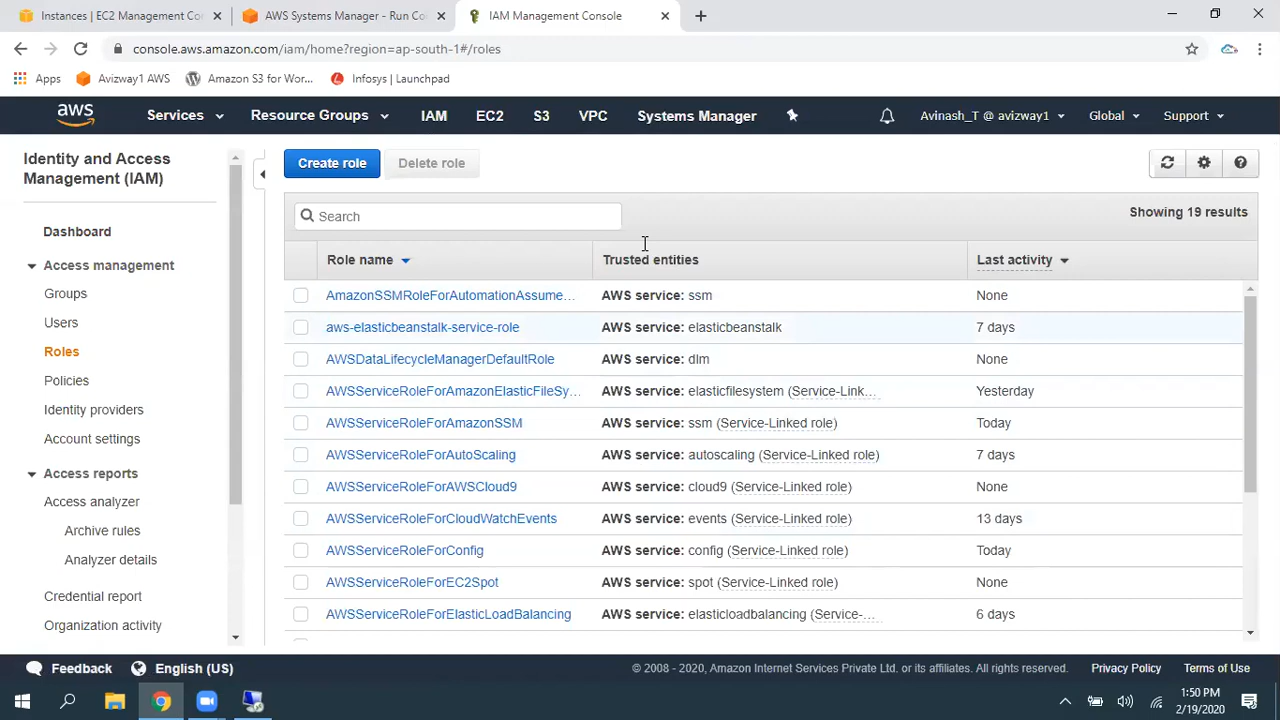 Instances | EC2 Management Con
AWS Systems Manager - Run Co
IAM Management Console
console.aws.amazon.com/iam/home?region=ap-south-1#/roles
Apps
Avizway1 AWS
Amazon S3 for Wor...
Infosys | Launchpad
aws
Services
Resource Groups
IAM
EC2
S3
VPC
Systems Manager
Avinash_T @ avizway1
Global
Support
Identity and Access
Management (IAM)
Dashboard
Access management
Groups
Users
Roles
Policies
Identity providers
Account settings
Access reports
Access analyzer
Archive rules
Analyzer details
Credential report
Organization activity
Create role
Delete role
Search
Showing 19 results
Role name
Trusted entities
Last activity
AmazonSSMRoleForAutomationAssume... AWS service: ssm None
aws-elasticbeanstalk-service-role AWS service: elasticbeanstalk 7 days
AWSDataLifecycleManagerDefaultRole AWS service: dlm None
AWSServiceRoleForAmazonElasticFileSy... AWS service: elasticfilesystem (Service-Link... Yesterday
AWSServiceRoleForAmazonSSM AWS service: ssm (Service-Linked role) Today
AWSServiceRoleForAutoScaling AWS service: autoscaling (Service-Linked role) 7 days
AWSServiceRoleForAWSCloud9 AWS service: cloud9 (Service-Linked role) None
AWSServiceRoleForCloudWatchEvents AWS service: events (Service-Linked role) 13 days
AWSServiceRoleForConfig AWS service: config (Service-Linked role) Today
AWSServiceRoleForEC2Spot AWS service: spot (Service-Linked role) None
AWSServiceRoleForElasticLoadBalancing AWS service: elasticloadbalancing (Service-... 6 days
Feedback
English (US)
© 2008 - 2020, Amazon Internet Services Private Ltd. or its affiliates. All rights reserved.
Privacy Policy
Terms of Use
1:50 PM
2/19/2020